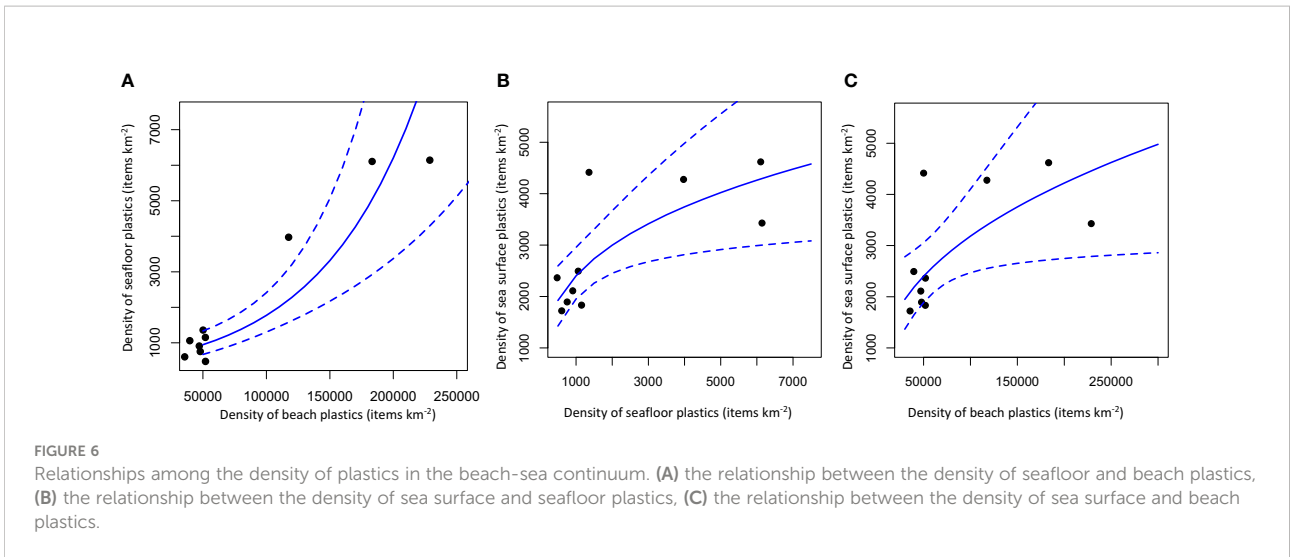 A
B
C
Density of seafloor plastics (items km-2)
7000
5000
3000
1000
50000 100000 150000 200000 250000
Density of beach plastics (items km-2)
Density of sea surface plastics (items km-2)
5000
4000
3000
2000
1000
1000 3000 5000 7000
Density of seafloor plastics (items km-2)
Density of sea surface plastics (items km-2)
5000
4000
3000
2000
1000
50000 150000 250000
Density of beach plastics (items km-2)
FIGURE 6
Relationships among the density of plastics in the beach-sea continuum. (A) the relationship between the density of seafloor and beach plastics,
(B) the relationship between the density of sea surface and seafloor plastics, (C) the relationship between the density of sea surface and beach
plastics.